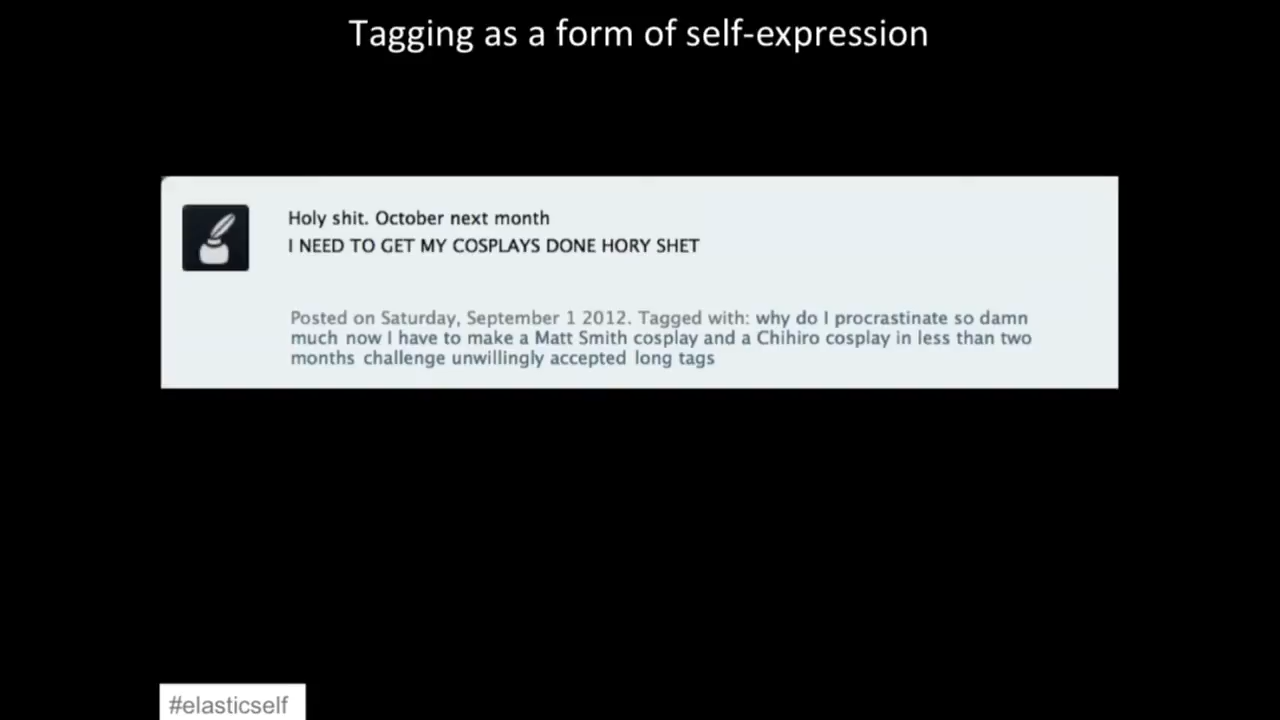 Tagging as a form of self-expression
Holy shit. October next month
I NEED TO GET MY COSPLAYS DONE HORY SHET
Posted on Saturday, September 1 2012. Tagged with: why do I procrastinate so damn
much now I have to make a Matt Smith cosplay and a Chihiro cosplay in less than two
months challenge unwillingly accepted long tags
#elasticself